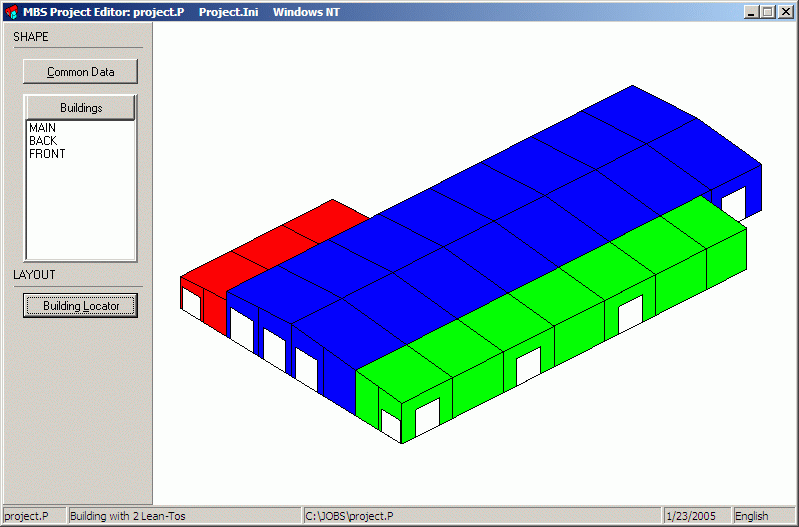 MBS Project Editor: project.P Project.Ini Windows NT
SHAPE
Common Data
Buildings
MAIN
BACK
FRONT
LAYOUT
Building Locator
project.P Building with 2 Lean-Tos C:\JOBS\project.P 1/23/2005 English